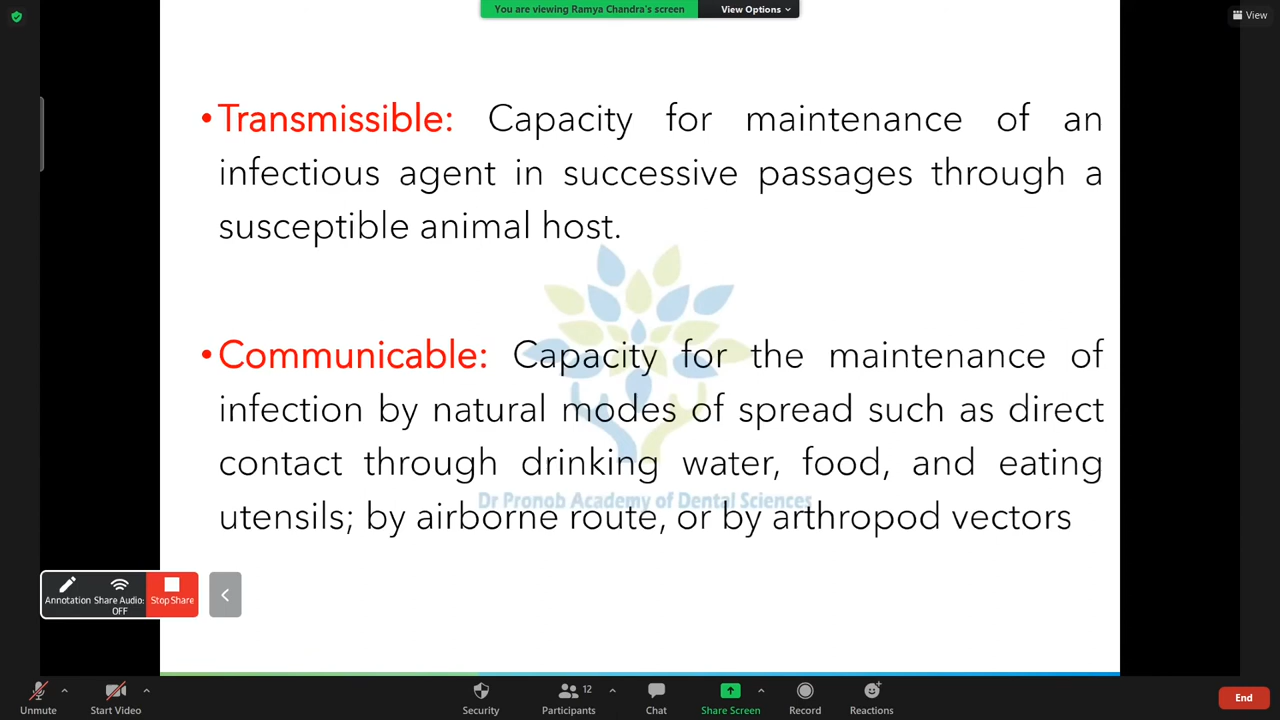 You are viewing Ramya Chandra's screen
View Options
View
• Transmissible: Capacity for maintenance of an
infectious agent in successive passages through a
susceptible animal host.
• Communicable: Capacity for the maintenance of
infection by natural modes of spread such as direct
contact through drinking water, food, and eating
Dr Pronob Academy of Dental Sciences
utensils; by airborne route, or by arthropod vectors
Annotation
Share Audio:
OFF
Stop Share
Unmute
Start Video
Security
Participants
12
Chat
Share Screen
Record
Reactions
End